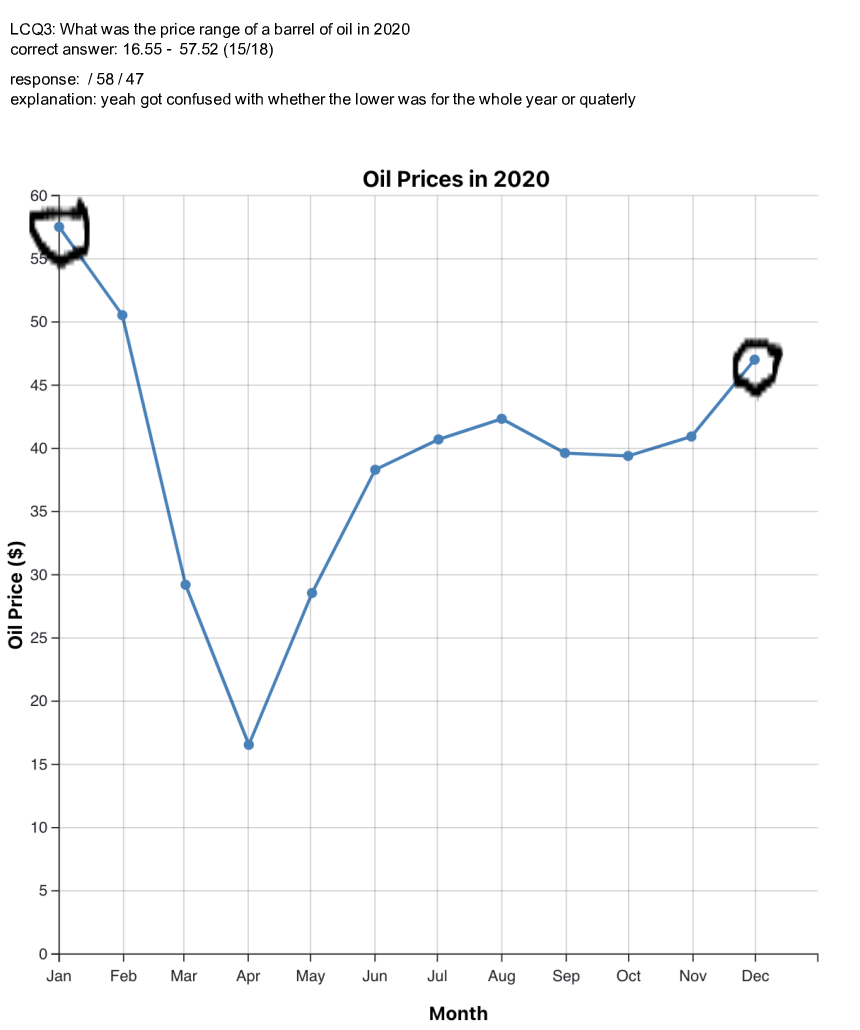 LCQ3: What was the price range of a barrel of oil in 2020
correct answer: 16.55 - 57.52 (15/18)
response: / 58 / 47
explanation: yeah got confused with whether the lower was for the whole year or quaterly
Oil Prices in 2020
60
55
50
45
40
35
30
25
20
15
10
5
0
Oil Price ($)
Jan Feb Mar Apr May Jun Jul Aug Sep Oct Nov Dec
Month